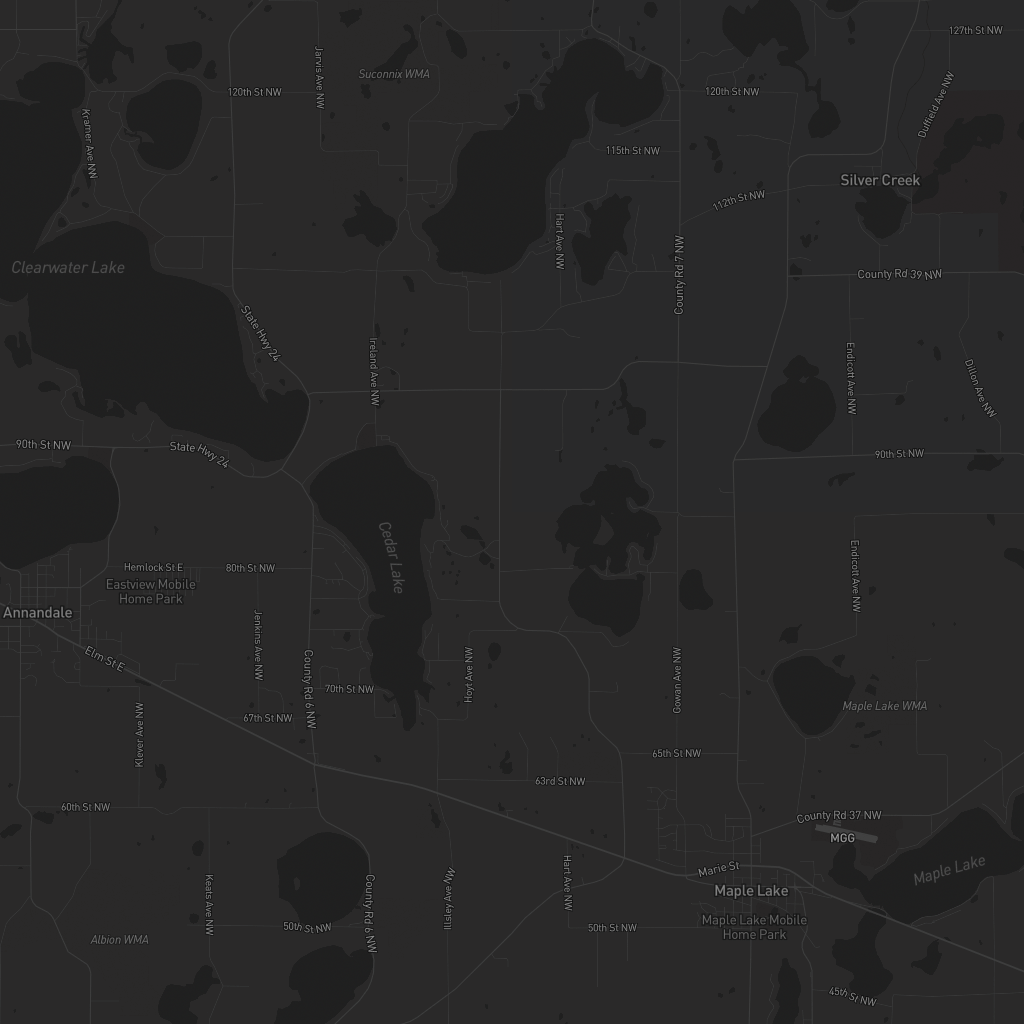 127th St NW
Jarvis Ave NW
Suconnix WMA
120th St NW
120th St NW
Duffield Ave NW
Kramer Ave NW
115th St NW
Silver Creek
112th St NW
Hart Ave NW
Clearwater Lake
County Rd 7 NW
County Rd 39 NW
State Hwy 24
Ireland Ave NW
Endicott Ave NW
Dillon Ave NW
90th St NW
State Hwy 24
90th St NW
Cedar Lake
Hemlock St E
80th St NW
Endicott Ave NW
Eastview Mobile
Home Park
Annandale
Jenkins Ave NW
Elm St E
County Rd 6 NW
Hoyt Ave NW
Gowan Ave NW
70th St NW
Maple Lake WMA
67th St NW
Klever Ave NW
65th St NW
63rd St NW
60th St NW
County Rd 37 NW
MGG
Marie St
Maple Lake
Hart Ave NW
Maple Lake
Keats Ave NW
County Rd 6 NW
Illsley Ave NW
50th St NW
50th St NW
Maple Lake Mobile
Home Park
Albion WMA
45th St NW